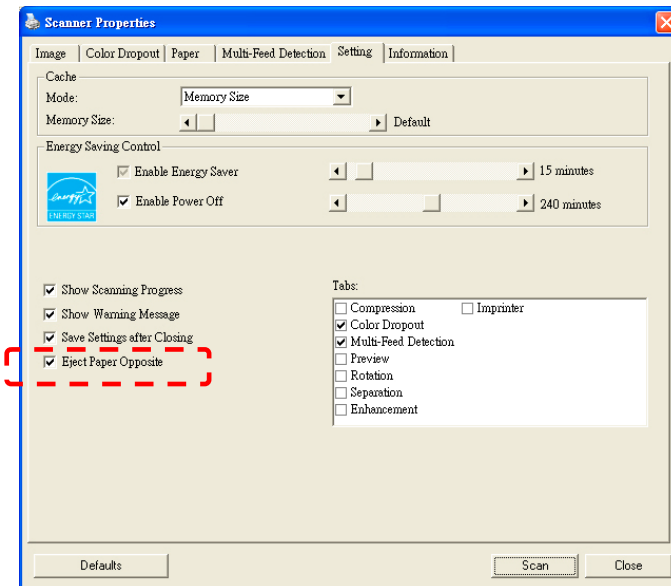 Scanner Properties
Image Color Dropout Paper Multi-Feed Detection Setting Information
Cache
Mode: Memory Size
Memory Size: Default
Energy Saving Control
Enable Energy Saver 15 minutes
energy
ENERGY STAR
Enable Power Off 240 minutes
Show Scanning Progress
Show Warning Message
Save Settings after Closing
Eject Paper Opposite
Tabs:
Compression Imprinter
Color Dropout
Multi-Feed Detection
Preview
Rotation
Separation
Enhancement
Defaults Scan Close